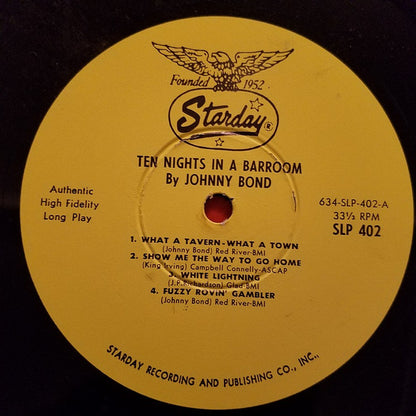 Founded 1952
Starday®
TEN NIGHTS IN A BARROOM
By JOHNNY BOND
Authentic
High Fidelity
Long Play
634-SLP-402-A
33⅓ RPM
SLP 402
1. WHAT A TAVERN-WHAT A TOWN
(Johnny Bond) Red River-BMI
2. SHOW ME THE WAY TO GO HOME
(King Irving) Campbell Connelly-ASCAP
3. WHITE LIGHTNING
(J.P. Richardson) Glad-BMI
4. FUZZY ROVIN' GAMBLER
(Johnny Bond) Red River-BMI
STARDAY RECORDING AND PUBLISHING CO., INC.,